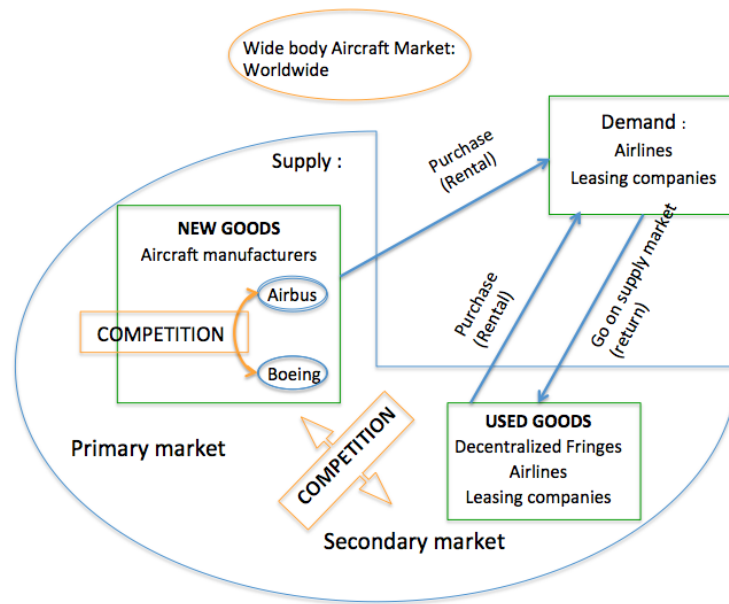 Wide body Aircraft Market:
Worldwide
Demand :
Airlines
Leasing companies
Supply :
Purchase
(Rental)
NEW GOODS
Aircraft manufacturers
Airbus
COMPETITION
Boeing
Purchase
(Rental)
Go on supply market
(return)
Primary market
COMPETITION
USED GOODS
Decentralized Fringes
Airlines
Leasing companies
Secondary market